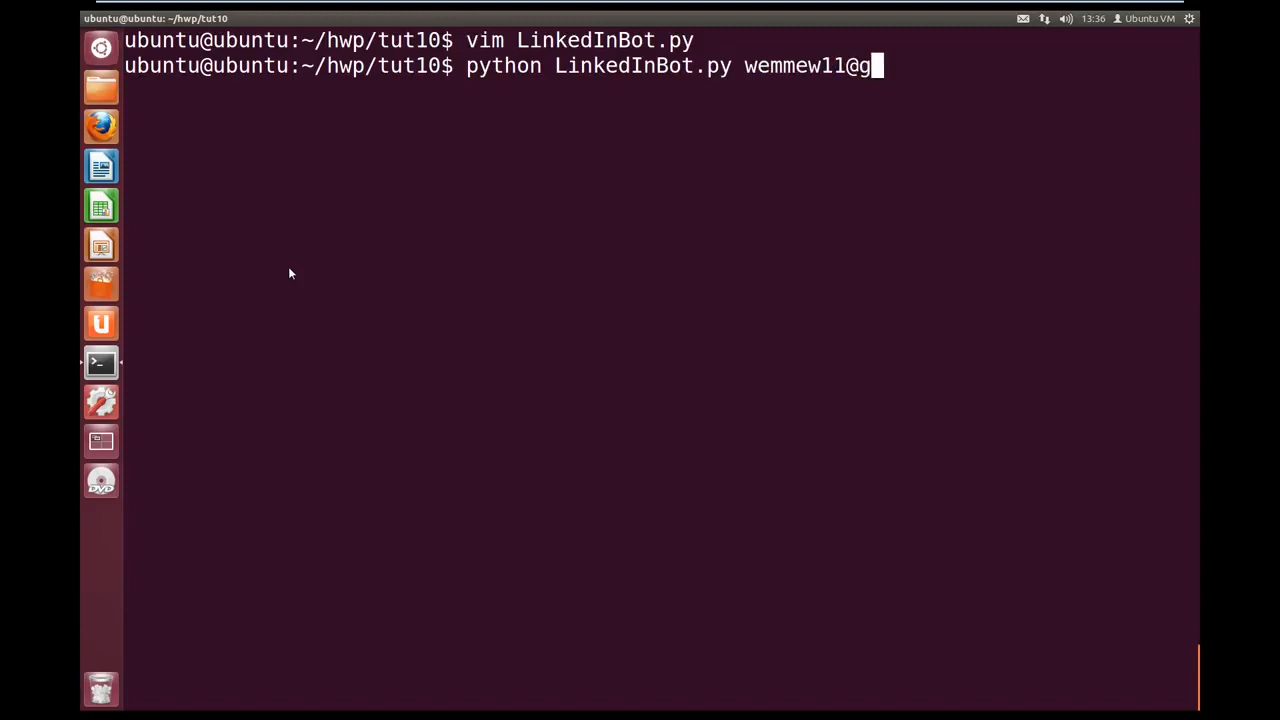 ubuntu@ubuntu: ~/hwp/tut10
13:36 Ubuntu VM
ubuntu@ubuntu:~/hwp/tut10$ vim LinkedInBot.py
ubuntu@ubuntu:~/hwp/tut10$ python LinkedInBot.py wemmew11@g
U
>_
DVD